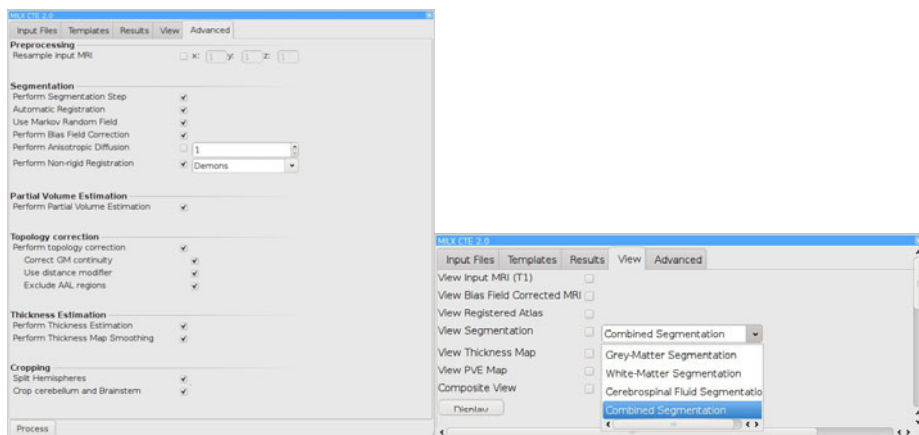 MILX CTE 2.0
Input Files Templates Results View Advanced
Preprocessing
Resample input MRI x: 1 y: 1 z: 1
Segmentation
Perform Segmentation Step
Automatic Registration
Use Markov Random Field
Perform Bias Field Correction
Perform Anisotropic Diffusion 1
Perform Non-rigid Registration Demons
Partial Volume Estimation
Perform Partial Volume Estimation
Topology correction
Perform topology correction
Correct GM continuity
Use distance modifier
Exclude AAL regions
Thickness Estimation
Perform Thickness Estimation
Perform Thickness Map Smoothing
Cropping
Split Hemispheres
Crop cerebellum and Brainstem
Process
MILX CTE 2.0
Input Files Templates Results View Advanced
View Input MRI (T1)
View Bias Field Corrected MRI
View Registered Atlas
View Segmentation Combined Segmentation
View Thickness Map Grey-Matter Segmentation
View PVE Map White-Matter Segmentation
Composite View Cerebrospinal Fluid Segmentatio
Display Combined Segmentation